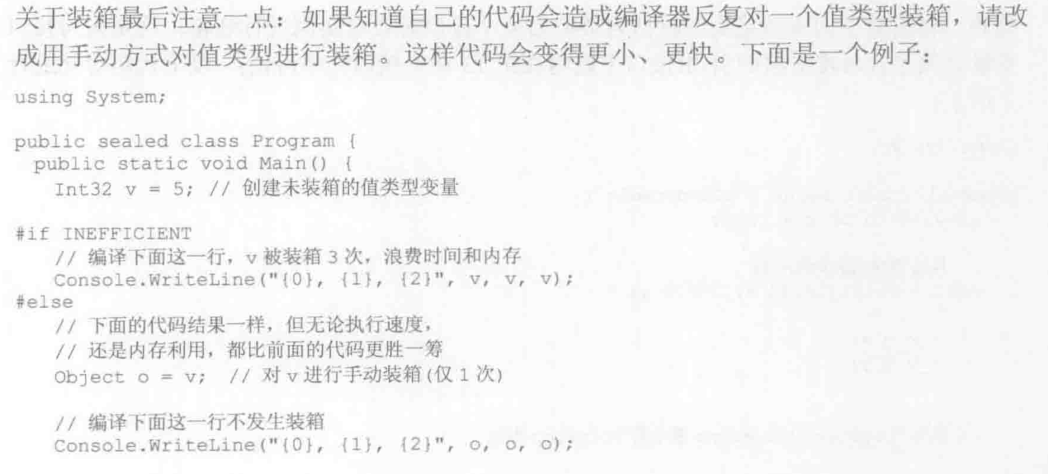 关于装箱最后注意一点：如果知道自己的代码会造成编译器反复对一个值类型装箱，请改
成用手动方式对值类型进行装箱。这样代码会变得更小、更快。下面是一个例子：
using System;
public sealed class Program {
public static void Main() {
Int32 v = 5; // 创建未装箱的值类型变量
#if INEFFICIENT
// 编译下面这一行，v 被装箱 3 次，浪费时间和内存
Console.WriteLine("{0}, {1}, {2}", v, v, v);
#else
// 下面的代码结果一样，但无论执行速度，
// 还是内存利用，都比前面的代码更胜一筹
Object o = v; // 对 v 进行手动装箱(仅 1 次)
// 编译下面这一行不发生装箱
Console.WriteLine("{0}, {1}, {2}", o, o, o);